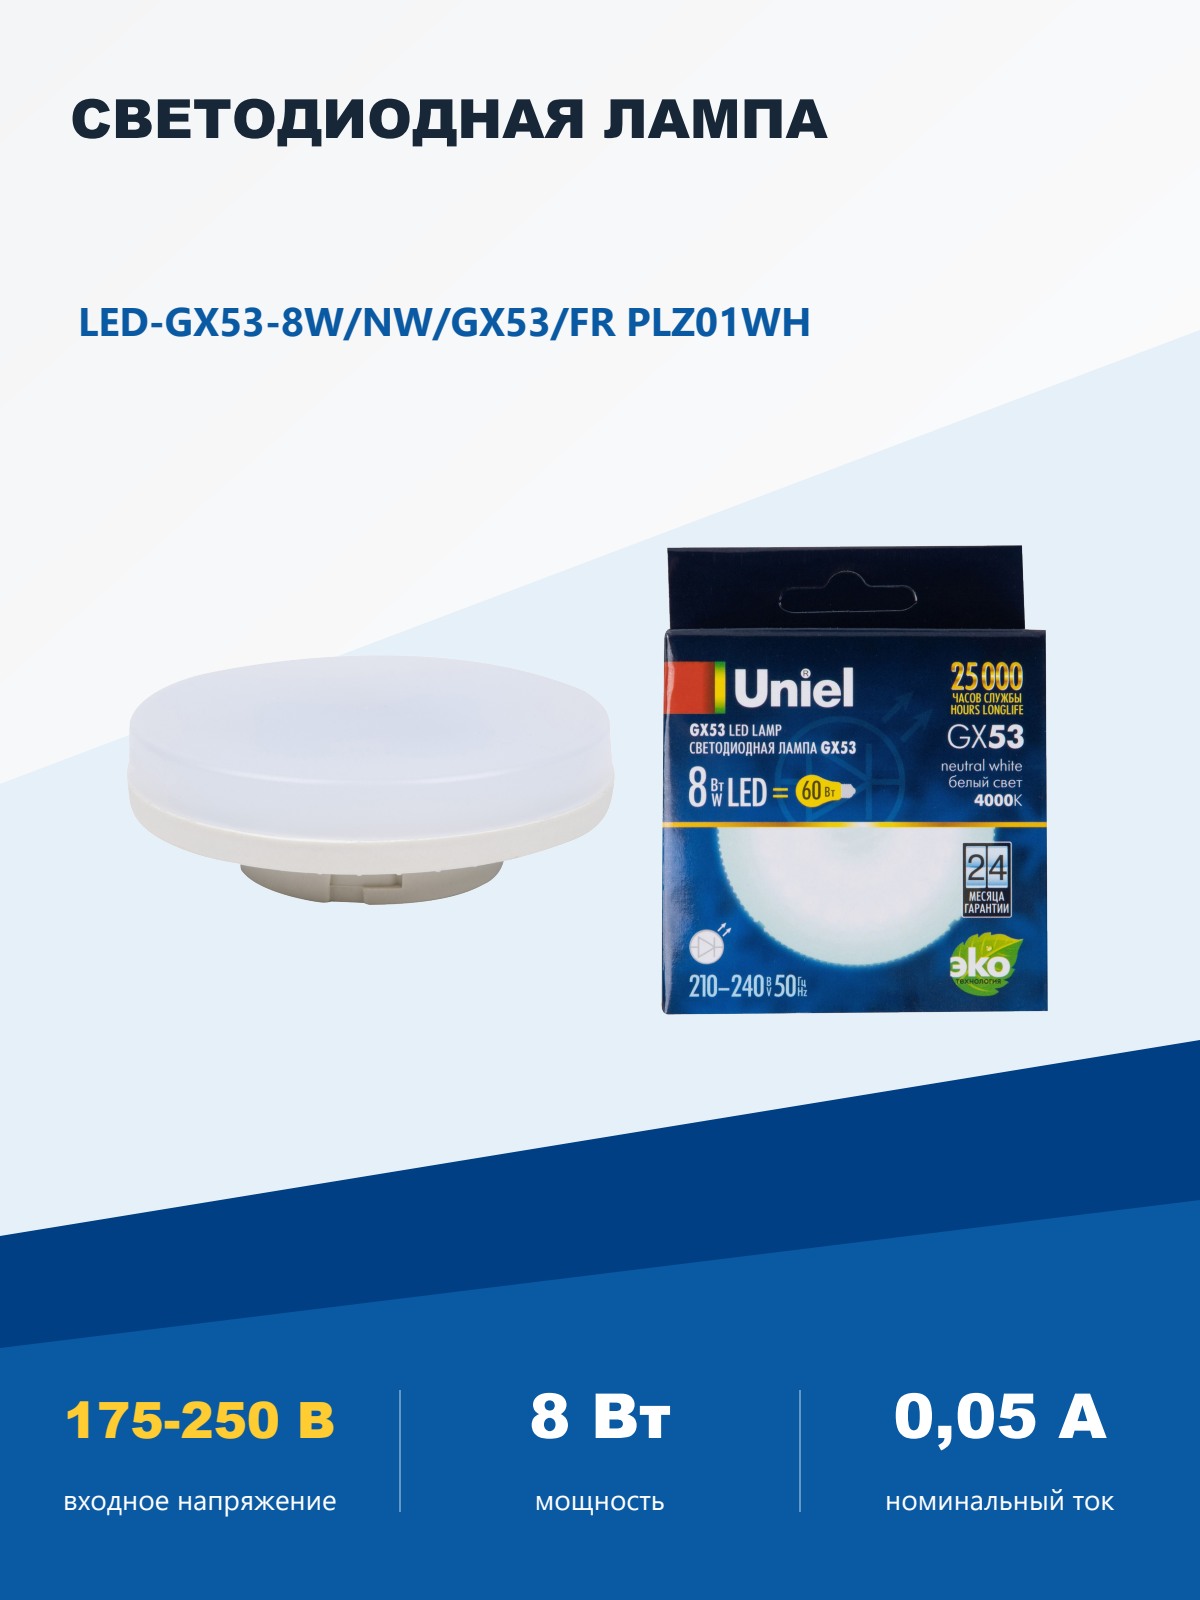 СВЕТОДИОДНАЯ ЛАМПА
LED-GX53-8W/NW/GX53/FR PLZ01WH
Uniel®
25000
ЧАСОВ СЛУЖБЫ
HOURS LONGLIFE
GX53 LED LAMP
СВЕТОДИОДНАЯ ЛАМПА GX53
GX53
neutral white
белый свет
4000K
8 Вт W LED = 60 Вт
24
МЕСЯЦА
ГАРАНТИИ
эко
технология
210–240 В V 50 Гц Hz
175-250 В
входное напряжение
8 Вт
мощность
0,05 А
номинальный ток